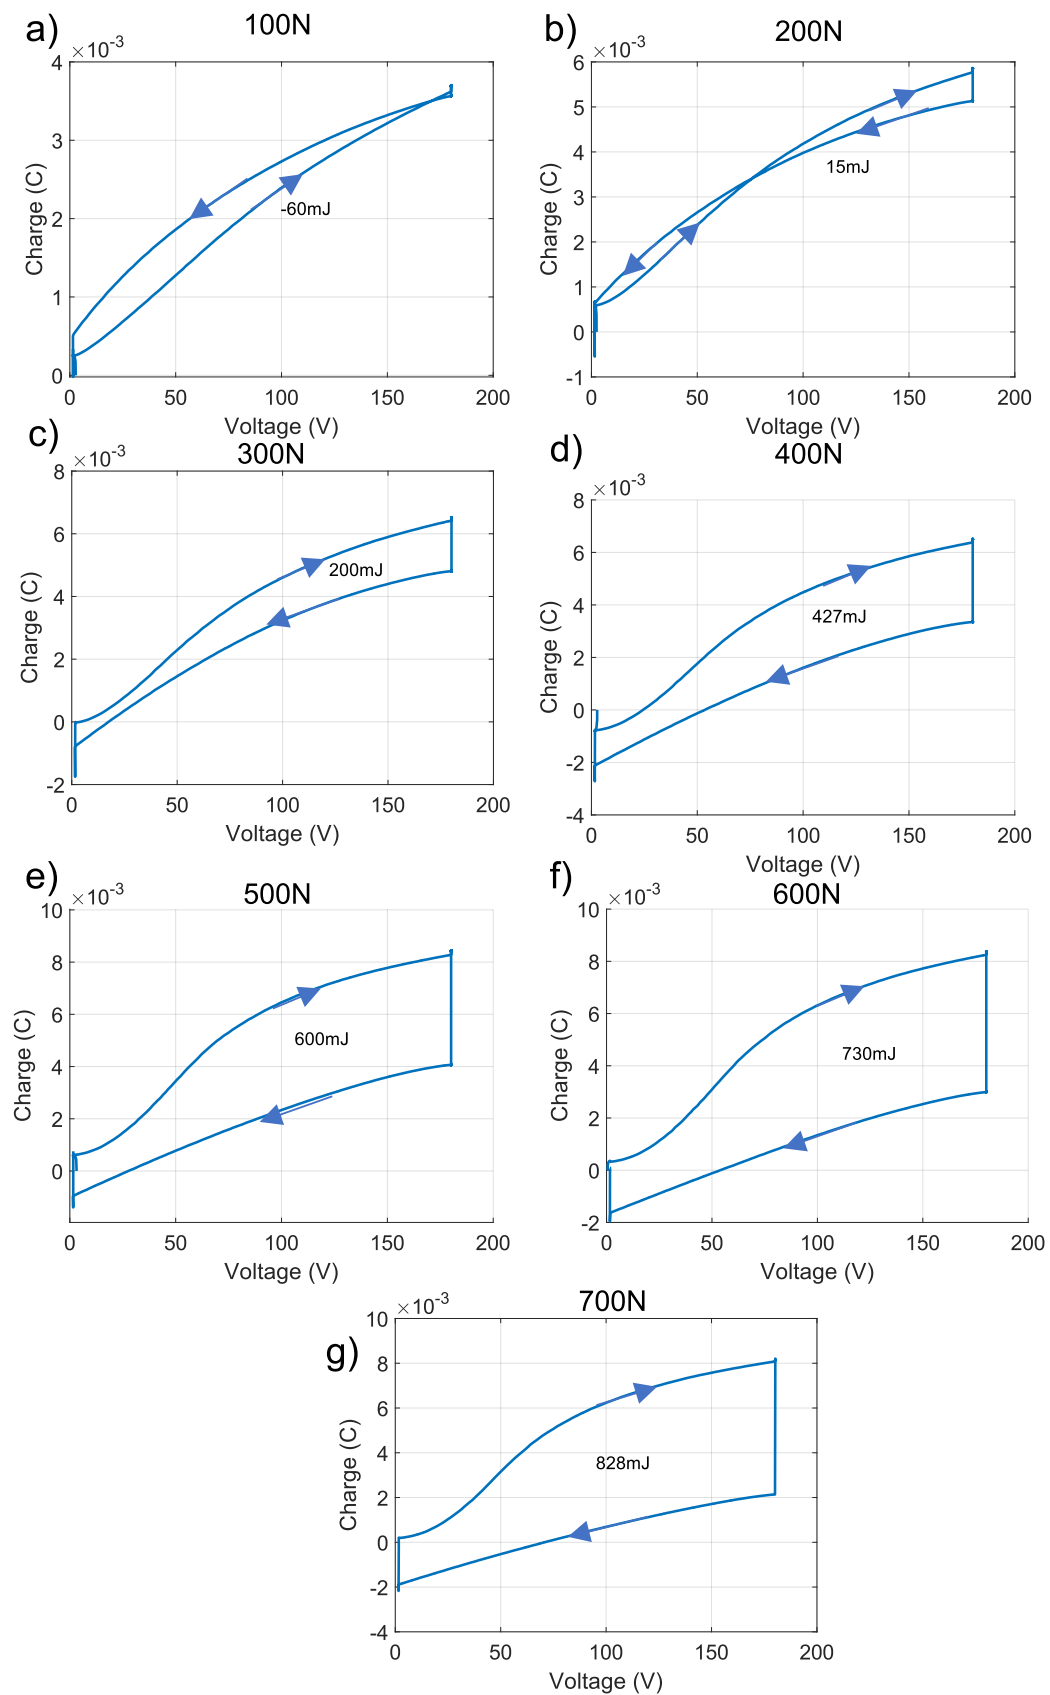 a)
100N
×10⁻³
4
3
2
1
0
Charge (C)
-60mJ
0 50 100 150 200
Voltage (V)
b)
200N
×10⁻³
6
5
4
3
2
1
0
-1
Charge (C)
15mJ
0 50 100 150 200
Voltage (V)
c)
300N
×10⁻³
8
6
4
2
0
-2
Charge (C)
200mJ
0 50 100 150 200
Voltage (V)
d)
400N
×10⁻³
8
6
4
2
0
-2
-4
Charge (C)
427mJ
0 50 100 150 200
Voltage (V)
e)
500N
×10⁻³
10
8
6
4
2
0
Charge (C)
600mJ
0 50 100 150 200
Voltage (V)
f)
600N
×10⁻³
10
8
6
4
2
0
-2
Charge (C)
730mJ
0 50 100 150 200
Voltage (V)
g)
700N
×10⁻³
10
8
6
4
2
0
-2
-4
Charge (C)
828mJ
0 50 100 150 200
Voltage (V)